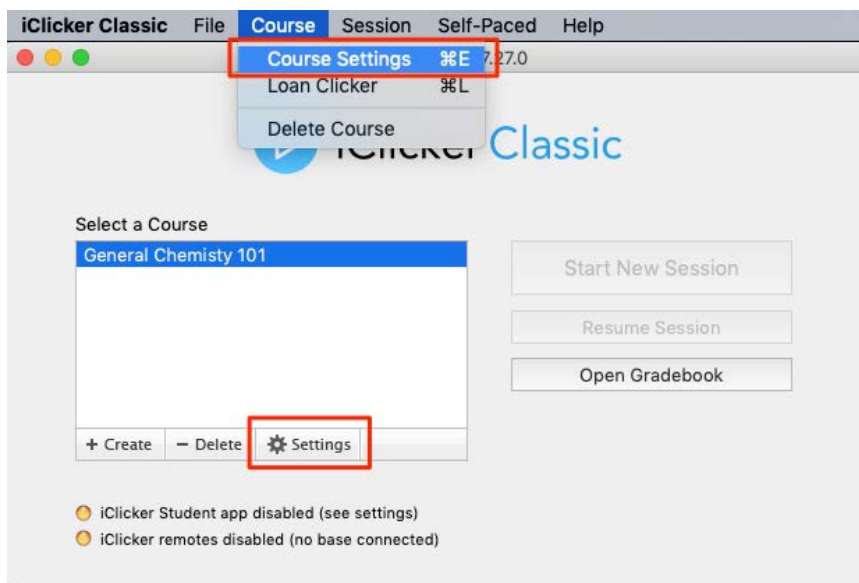 iClicker Classic File Course Session Self-Paced Help
Course Settings ⌘E 7.27.0
Loan Clicker ⌘L
Delete Course
iClicker Classic
Select a Course
General Chemisty 101
Start New Session
Resume Session
Open Gradebook
+ Create − Delete Settings
iClicker Student app disabled (see settings)
iClicker remotes disabled (no base connected)